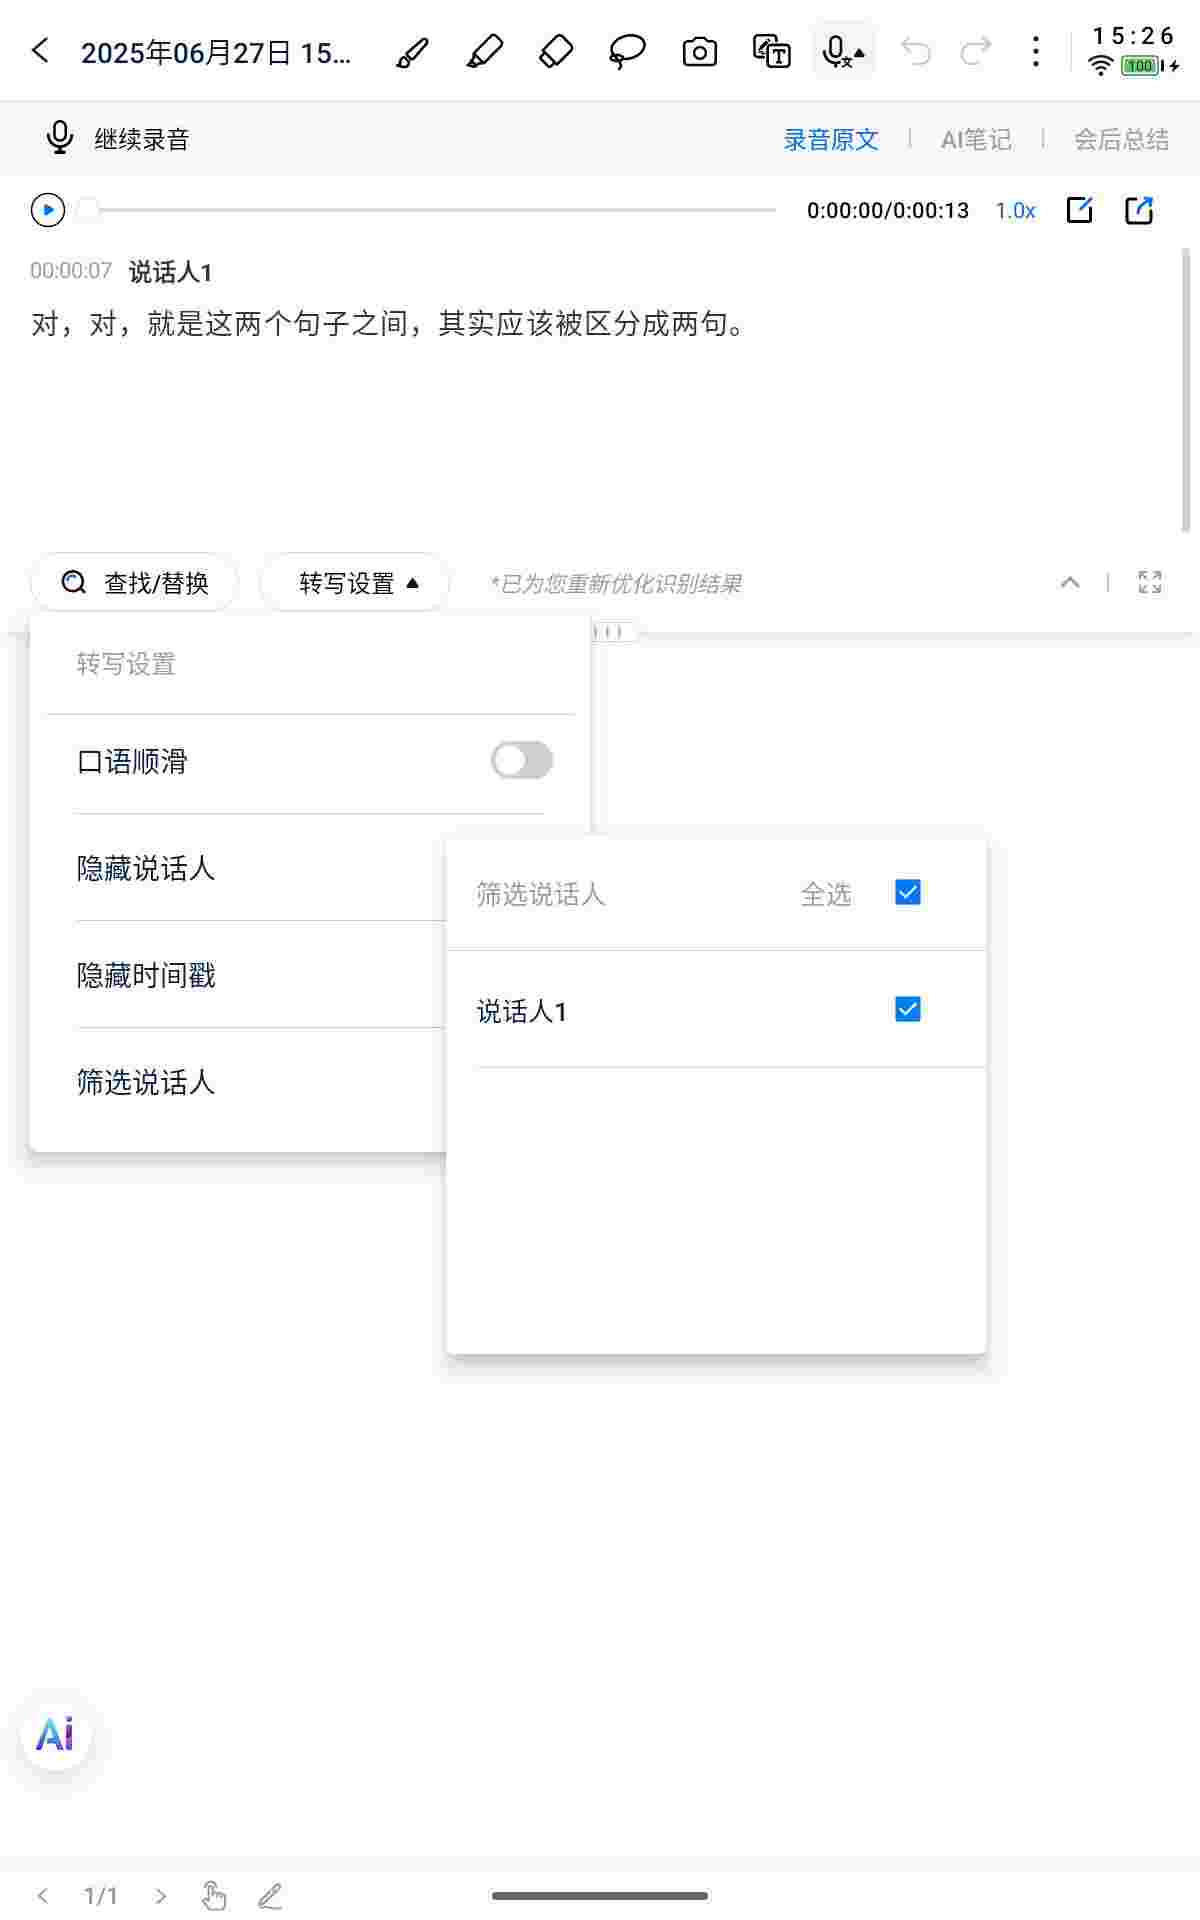 2025年06月27日 15...
15:26
100
继续录音
录音原文 AI笔记 会后总结
0:00:00/0:00:13 1.0x
00:00:07 说话人1
对，对，就是这两个句子之间，其实应该被区分成两句。
查找/替换 转写设置 *已为您重新优化识别结果
转写设置
口语顺滑
隐藏说话人
隐藏时间戳
筛选说话人
筛选说话人 全选
说话人1
Ai
1/1